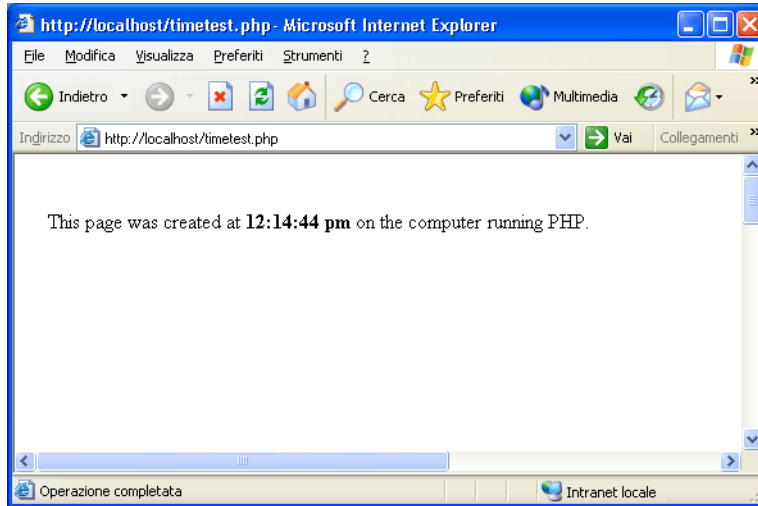 http://localhost/timetest.php - Microsoft Internet Explorer
File Modifica Visualizza Preferiti Strumenti ?
Indietro Cerca Preferiti Multimedia »
Indirizzo http://localhost/timetest.php Vai Collegamenti »
This page was created at 12:14:44 pm on the computer running PHP.
Operazione completata Intranet locale